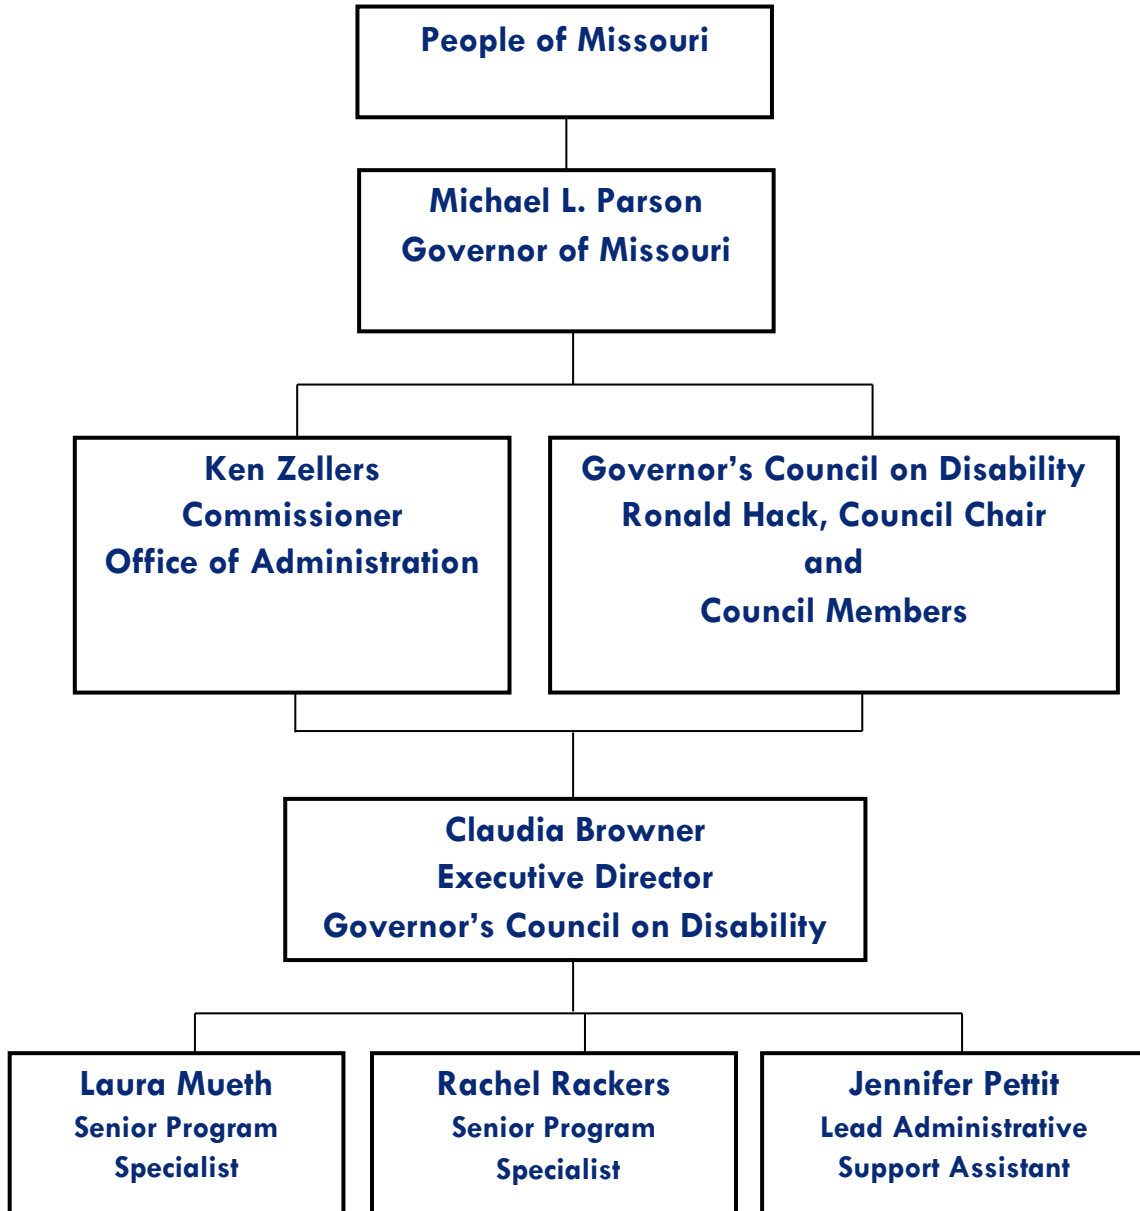 People of Missouri
Michael L. Parson
Governor of Missouri
Ken Zellers
Commissioner
Office of Administration
Governor’s Council on Disability
Ronald Hack, Council Chair
and
Council Members
Claudia Browner
Executive Director
Governor’s Council on Disability
Laura Mueth
Senior Program
Specialist
Rachel Rackers
Senior Program
Specialist
Jennifer Pettit
Lead Administrative
Support Assistant